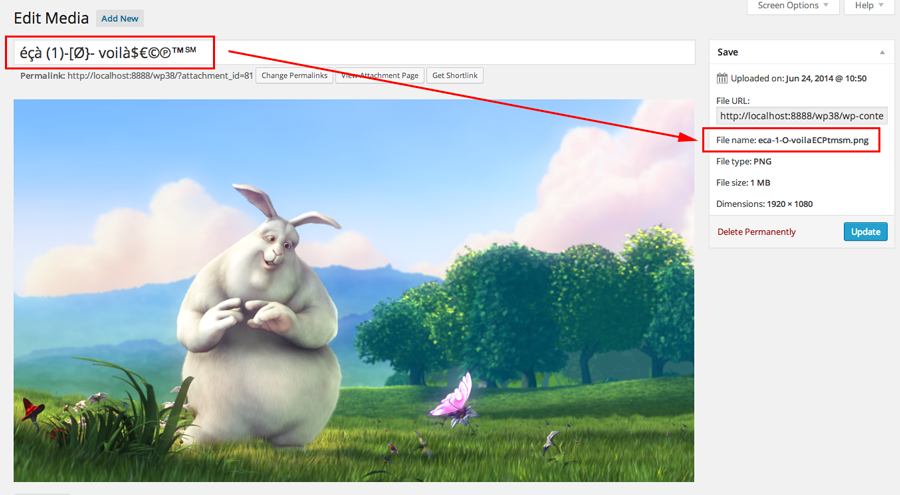 Screen Options ▼ Help ▼
Edit Media Add New
éçà (1)-[Ø}- voilà$€©℗™℠
Permalink: http://localhost:8888/wp38/?attachment_id=81 Change Permalinks View Attachment Page Get Shortlink
Save
Uploaded on: Jun 24, 2014 @ 10:50
File URL:
http://localhost:8888/wp38/wp-conte
File name: eca-1-O-voilaECPtmsm.png
File type: PNG
File size: 1 MB
Dimensions: 1920 × 1080
Delete Permanently Update